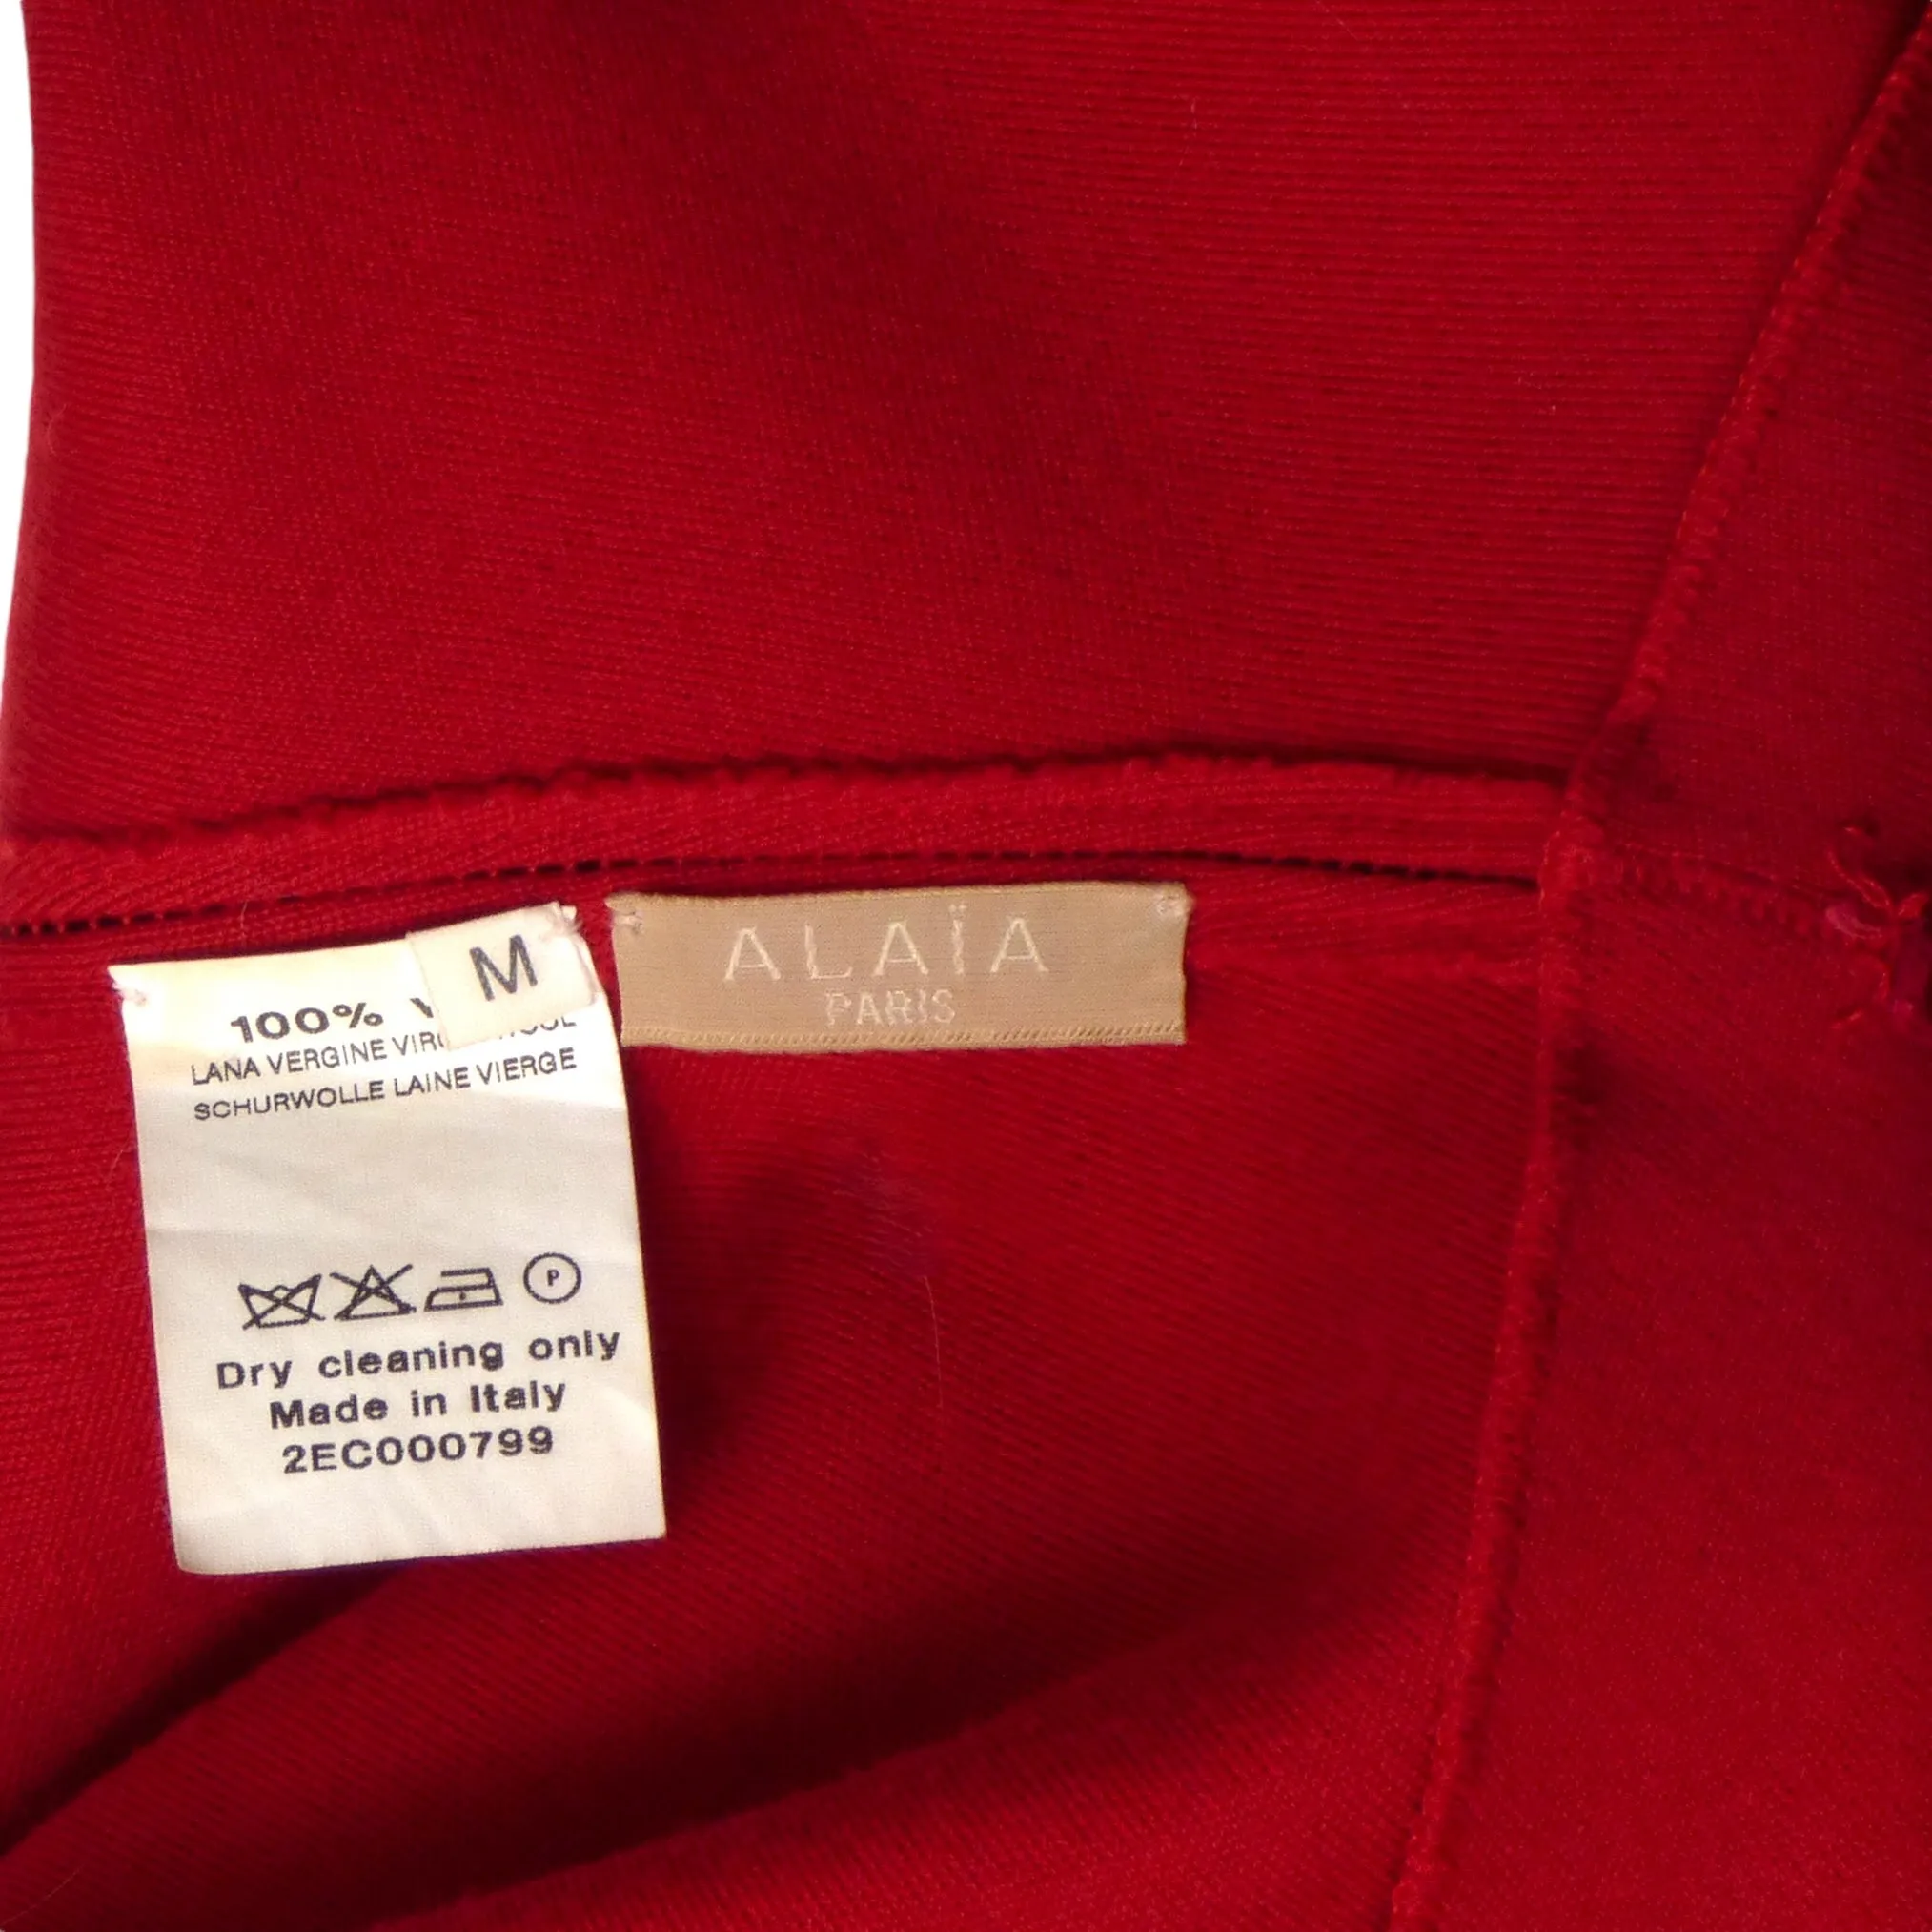 M
ALAÏA
PARIS
100%
LANA VERGINE
SCHURWOLLE LAINE VIERGE
P
Dry cleaning only
Made in Italy
2EC000799